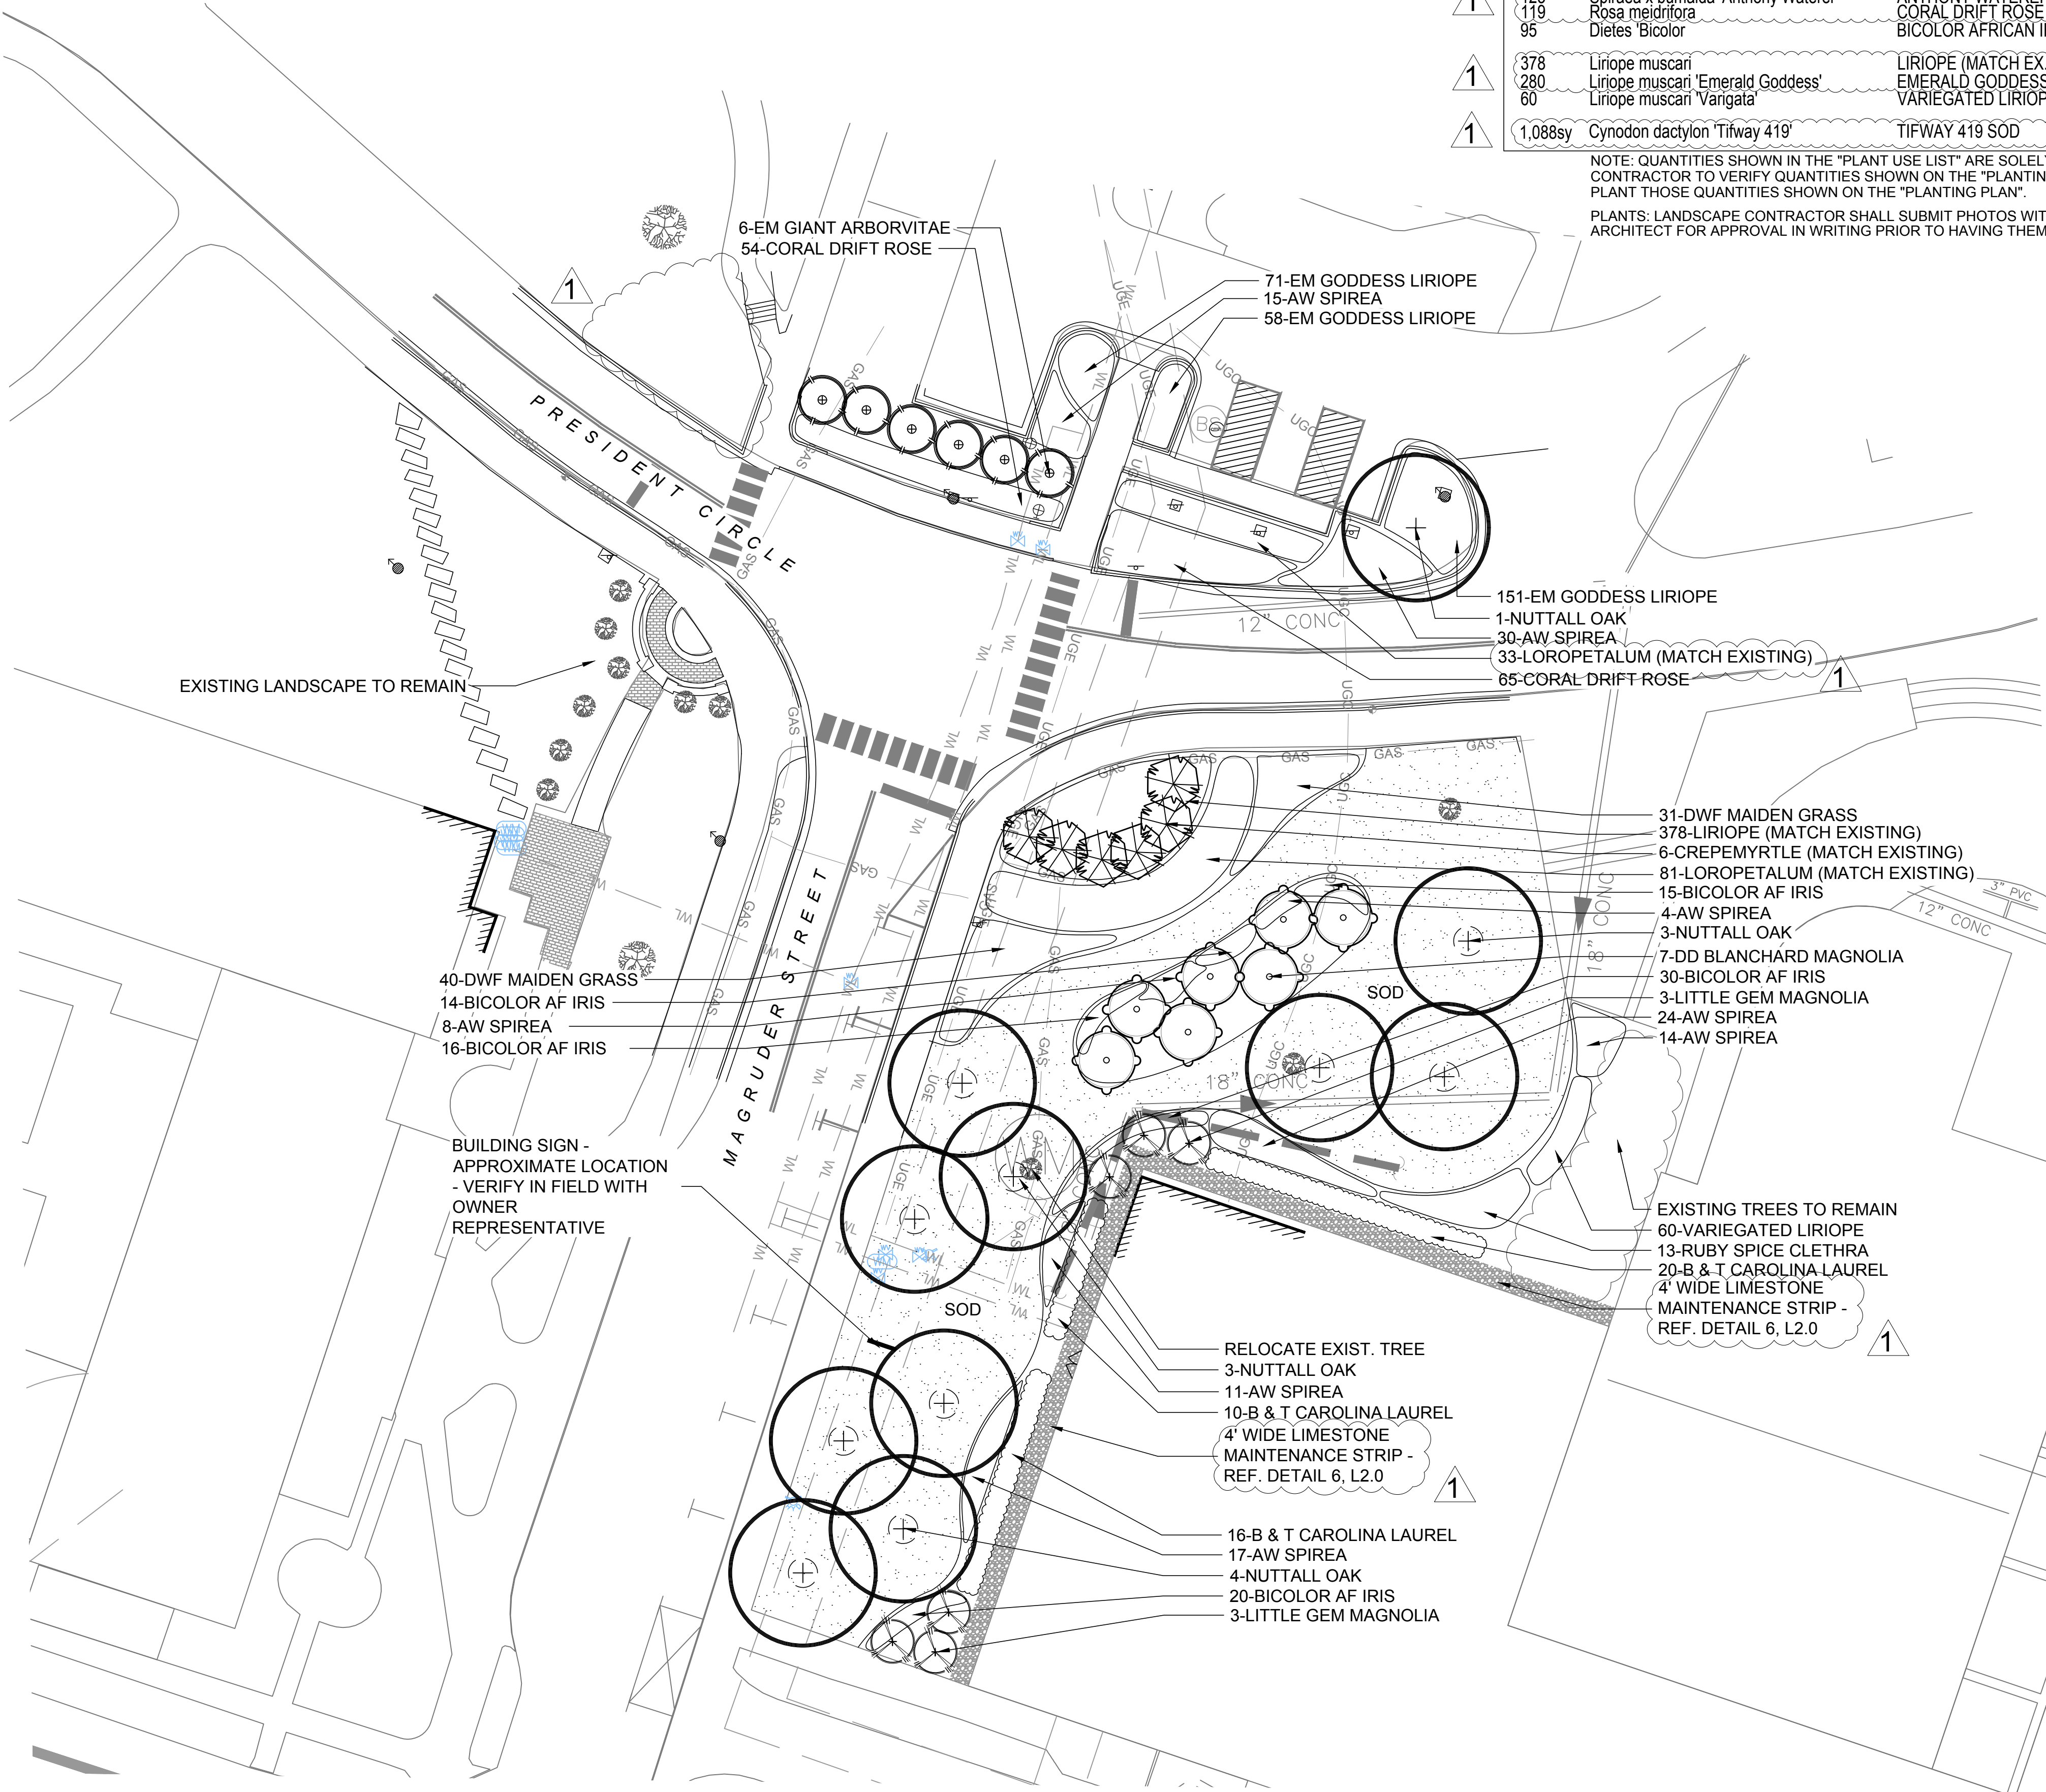 119 Rosa meidrifora CORAL DRIFT ROSE
95 Dietes 'Bicolor BICOLOR AFRICAN
1
378 Liriope muscari LIRIOPE (MATCH EX.
1
280 Liriope muscari 'Emerald Goddess' EMERALD GODDESS
60 Liriope muscari 'Varigata' VARIEGATED
1
1,088sy Cynodon dactylon 'Tifway 419' TIFWAY 419 SOD
NOTE: QUANTITIES SHOWN IN THE "PLANT USE LIST" ARE
CONTRACTOR TO VERIFY QUANTITIES SHOWN ON THE
PLANT THOSE QUANTITIES SHOWN ON THE "PLANTING PLAN".
PLANTS: LANDSCAPE CONTRACTOR SHALL SUBMIT PHOTOS
ARCHITECT FOR APPROVAL IN WRITING PRIOR TO HAVING THEM
6-EM GIANT ARBORVITAE
54-CORAL DRIFT ROSE
71-EM GODDESS LIRIOPE
15-AW SPIREA
58-EM GODDESS LIRIOPE
1
PRESIDENT CIRCLE
151-EM GODDESS LIRIOPE
1-NUTTALL OAK
30-AW SPIREA
33-LOROPETALUM (MATCH EXISTING)
65-CORAL DRIFT ROSE
1
12" CONC
EXISTING LANDSCAPE TO REMAIN
31-DWF MAIDEN GRASS
378-LIRIOPE (MATCH EXISTING)
6-CREPEMYRTLE (MATCH EXISTING)
81-LOROPETALUM (MATCH EXISTING)
15-BICOLOR AF IRIS
4-AW SPIREA
3-NUTTALL OAK
7-DD BLANCHARD MAGNOLIA
30-BICOLOR AF IRIS
3-LITTLE GEM MAGNOLIA
24-AW SPIREA
14-AW SPIREA
3" PVC
12" CONC
18" CONC
SOD
18" CONC
40-DWF MAIDEN GRASS
14-BICOLOR AF IRIS
8-AW SPIREA
16-BICOLOR AF IRIS
MAGRUDER STREET
BUILDING SIGN -
APPROXIMATE LOCATION
- VERIFY IN FIELD WITH
OWNER
REPRESENTATIVE
EXISTING TREES TO REMAIN
60-VARIEGATED LIRIOPE
13-RUBY SPICE CLETHRA
20-B & T CAROLINA LAUREL
4' WIDE LIMESTONE
MAINTENANCE STRIP -
REF. DETAIL 6, L2.0
1
SOD
RELOCATE EXIST. TREE
3-NUTTALL OAK
11-AW SPIREA
10-B & T CAROLINA LAUREL
4' WIDE LIMESTONE
MAINTENANCE STRIP -
REF. DETAIL 6, L2.0
1
16-B & T CAROLINA LAUREL
17-AW SPIREA
4-NUTTALL OAK
20-BICOLOR AF IRIS
3-LITTLE GEM MAGNOLIA